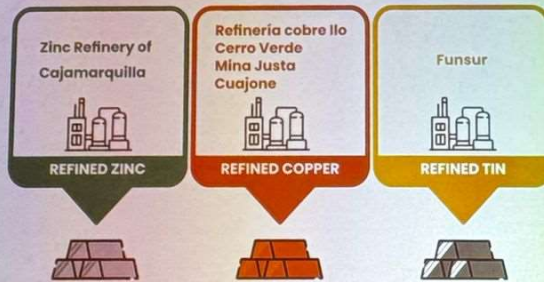 Zinc Refinery of
Cajamarquilla
REFINED ZINC
Refinería cobre Ilo
Cerro Verde
Mina Justa
Cuajone
REFINED COPPER
Funsur
REFINED TIN